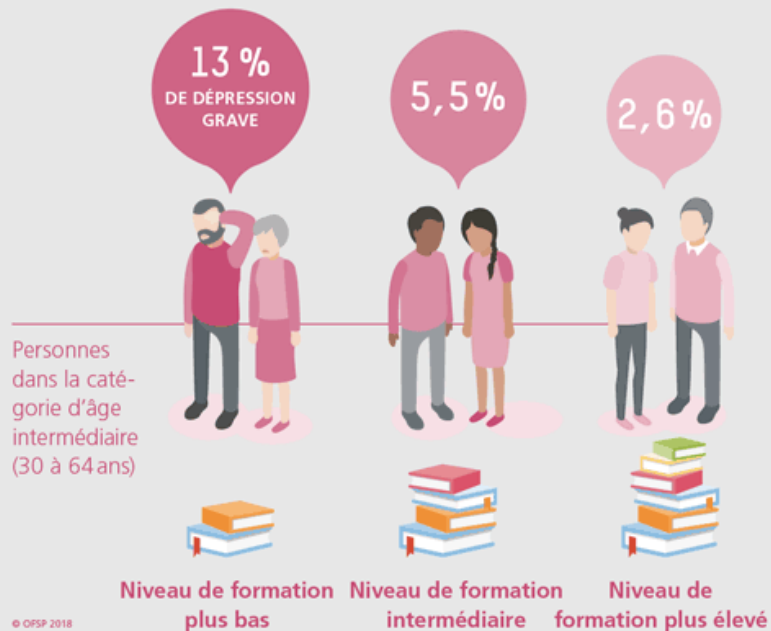 13 %
DE DÉPRESSION
GRAVE
5,5 %
2,6 %
Personnes
dans la caté-
gorie d'âge
intermédiaire
(30 à 64 ans)
Niveau de formation
plus bas
Niveau de formation
intermédiaire
Niveau de
formation plus élevé
© OFSP 2018